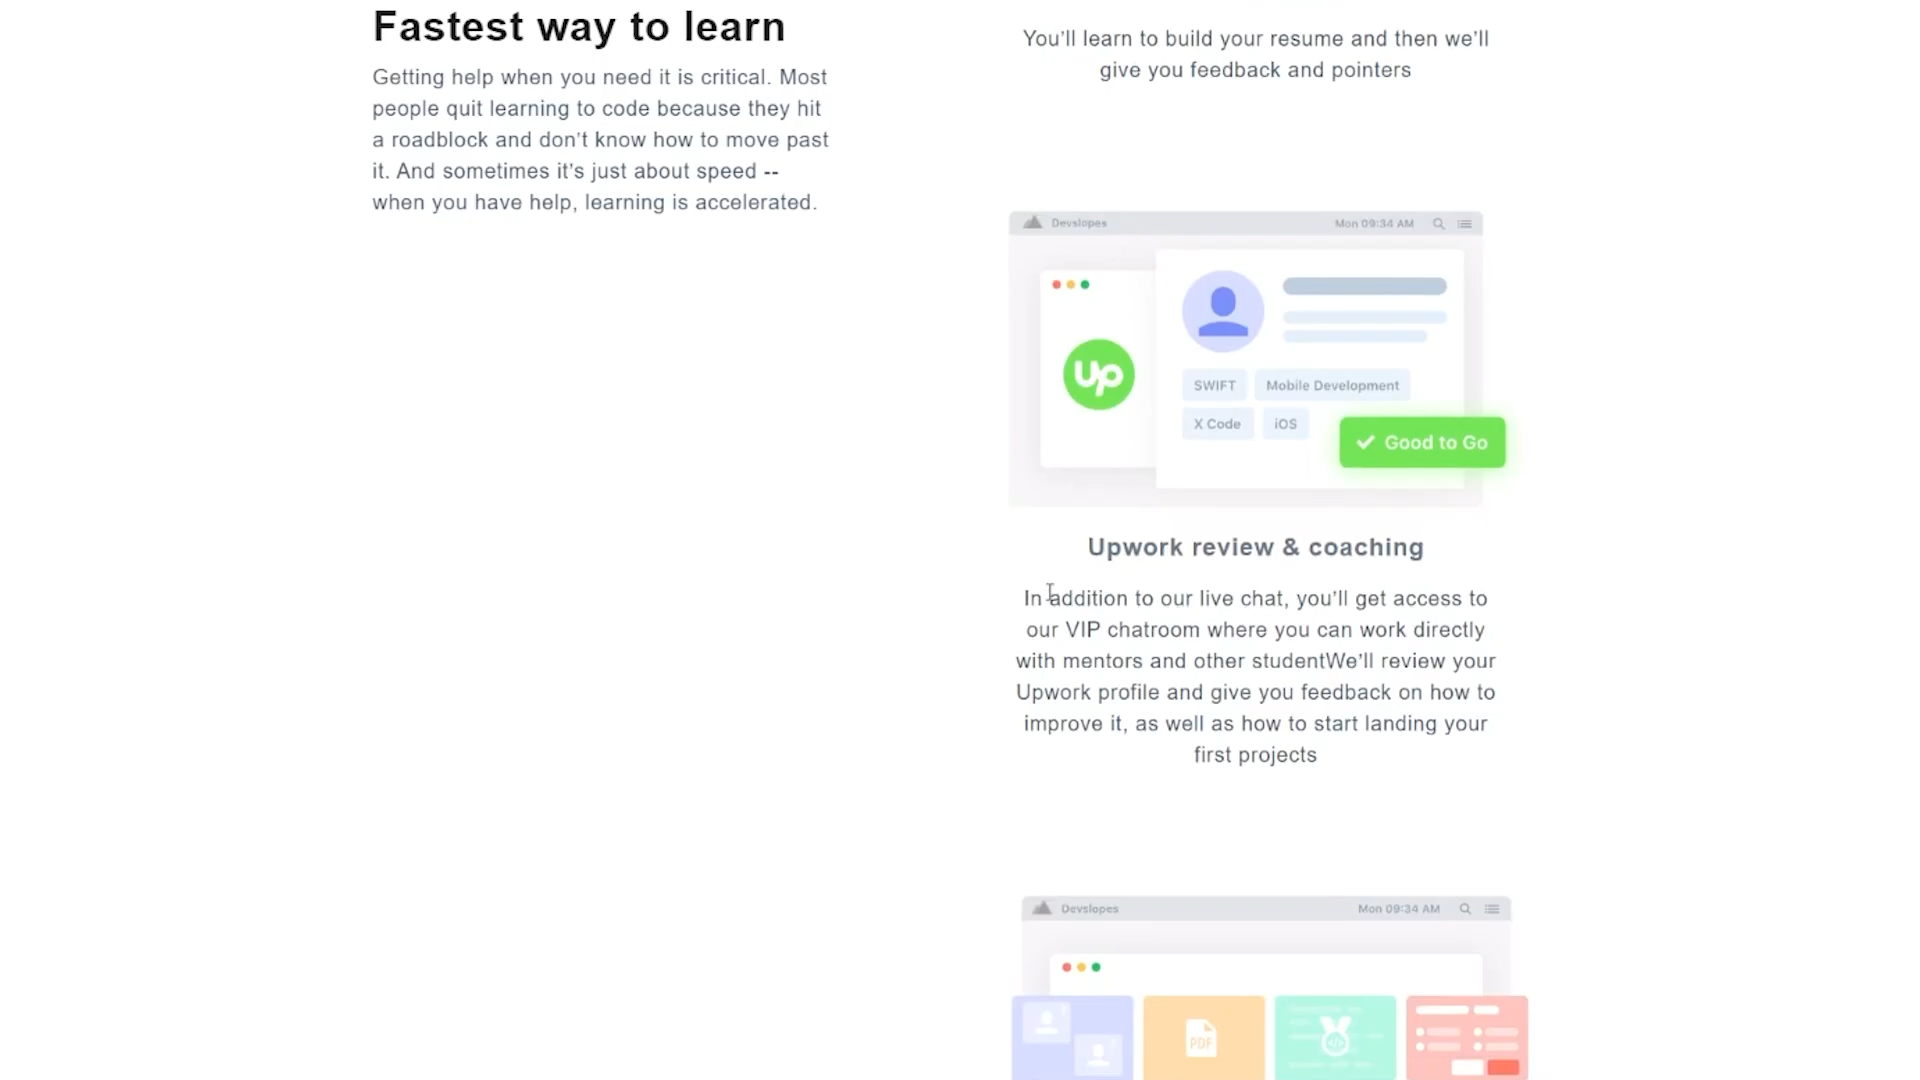 Fastest way to learn
Getting help when you need it is critical. Most
people quit learning to code because they hit
a roadblock and don't know how to move past
it. And sometimes it's just about speed --
when you have help, learning is accelerated.
You'll learn to build your resume and then we'll
give you feedback and pointers
Devslopes
Mon 09:34 AM
up
SWIFT
Mobile Development
X Code
iOS
Good to Go
Upwork review & coaching
In addition to our live chat, you'll get access to
our VIP chatroom where you can work directly
with mentors and other studentWe'll review your
Upwork profile and give you feedback on how to
improve it, as well as how to start landing your
first projects
Devslopes
Mon 09:34 AM
PDF